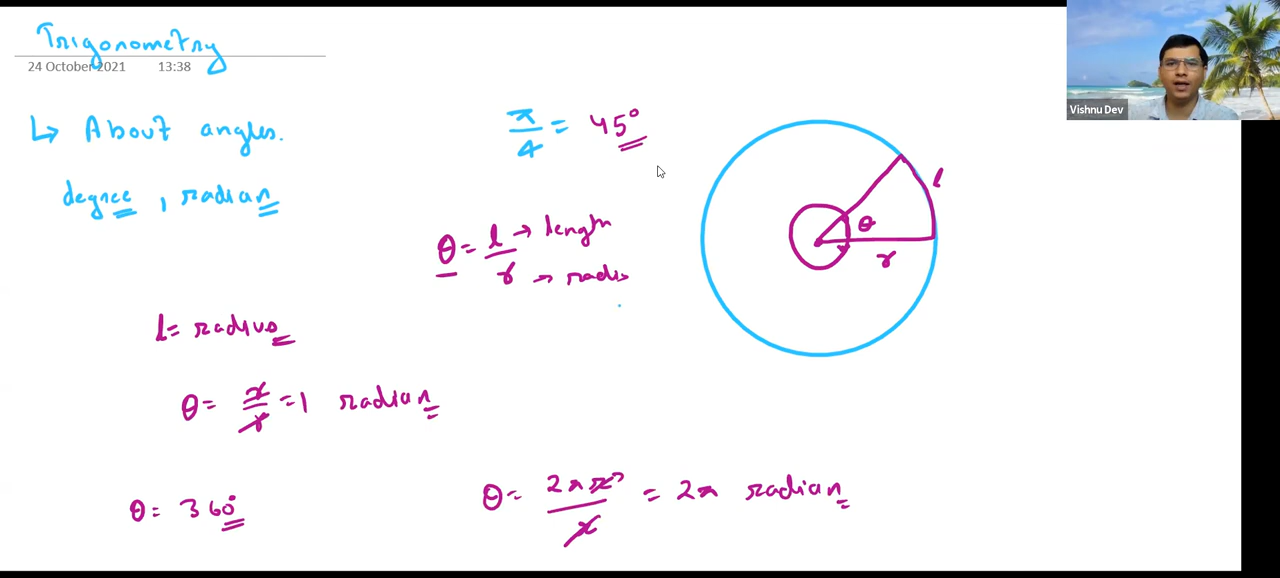 Trigonometry
24 October 2021 13:38
Vishnu Dev
↳ About angles.
π/4 = 45°
degree, radian
θ = l/r → length
→ radis
l
θ
r
l = radius
θ = r/r = 1 radian
θ = 360°
θ = 2πr/r = 2π radian